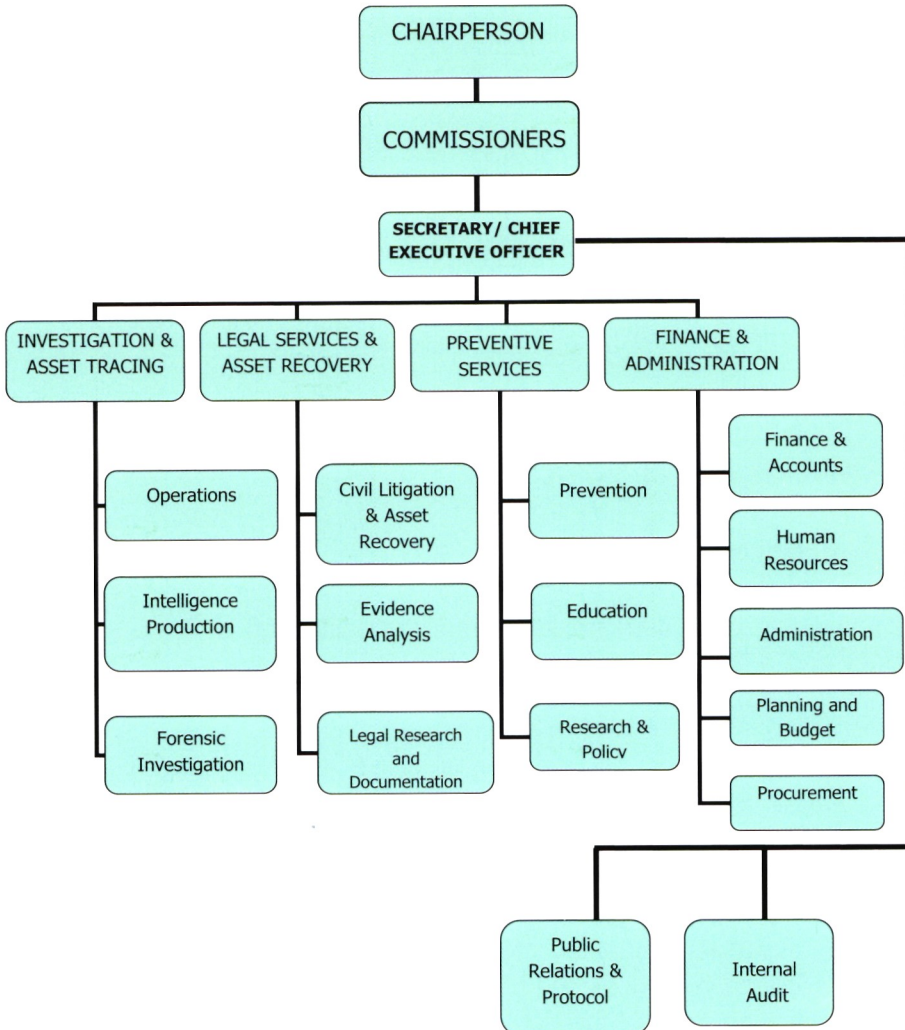 CHAIRPERSON
COMMISSIONERS
SECRETARY/ CHIEF
EXECUTIVE OFFICER
INVESTIGATION &
ASSET TRACING
LEGAL SERVICES &
ASSET RECOVERY
PREVENTIVE
SERVICES
FINANCE &
ADMINISTRATION
Operations
Intelligence
Production
Forensic
Investigation
Civil Litigation
& Asset
Recovery
Evidence
Analysis
Legal Research
and
Documentation
Prevention
Education
Research &
Policv
Finance &
Accounts
Human
Resources
Administration
Planning and
Budget
Procurement
Public
Relations &
Protocol
Internal
Audit